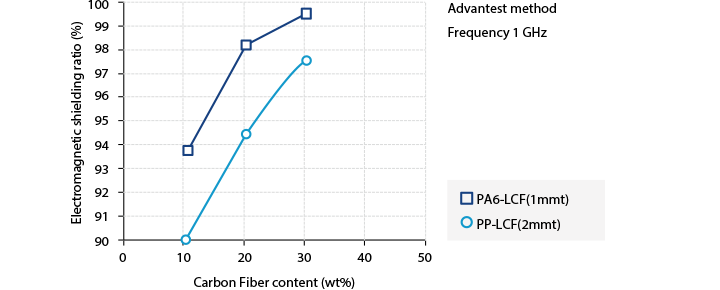 100
99
98
97
96
95
94
93
92
91
90
Electromagnetic shielding ratio (%)
0
10
20
30
40
50
Carbon Fiber content (wt%)
Advantest method
Frequency 1 GHz
PA6-LCF(1mmt)
PP-LCF(2mmt)